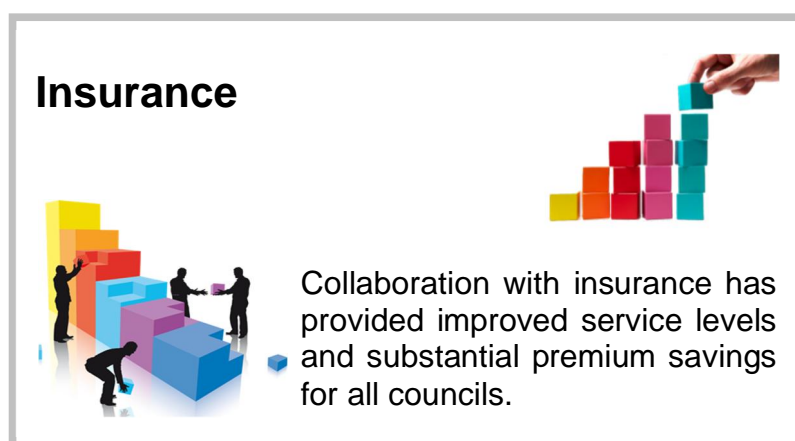 Insurance
Collaboration with insurance has
provided improved service levels
and substantial premium savings
for all councils.